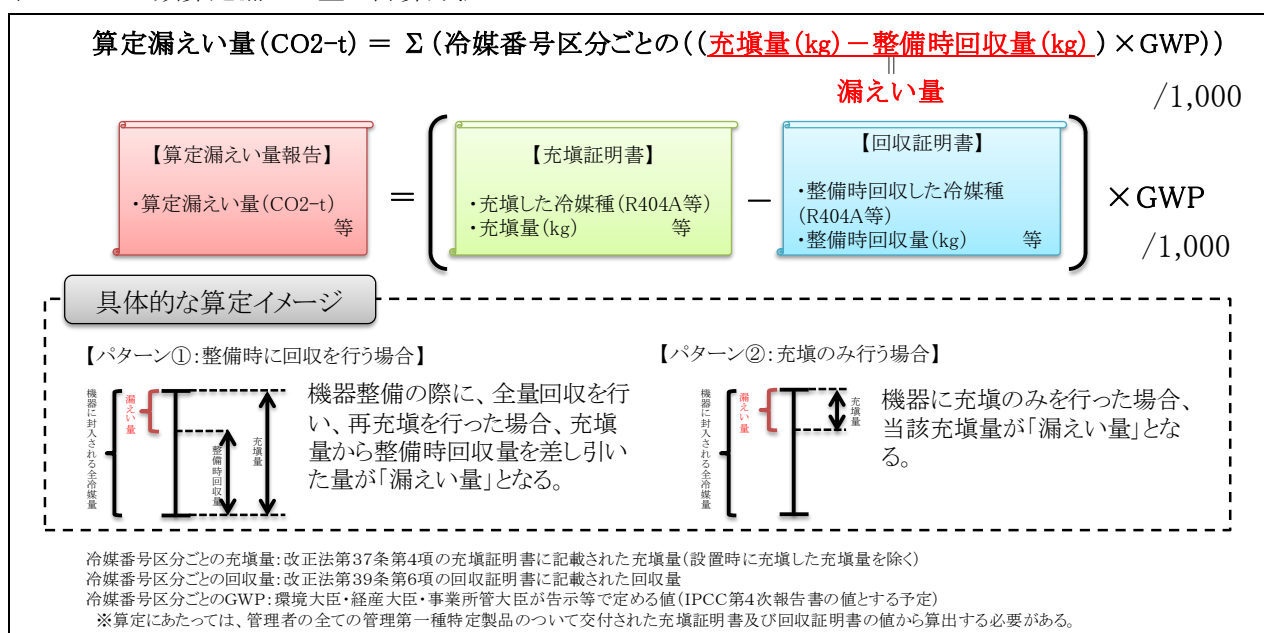 算定漏えい量(CO2-t) = Σ(冷媒番号区分ごとの((充塡量(kg)-整備時回収量(kg))×GWP))
=
漏えい量
/1,000
【算定漏えい量報告】
・算定漏えい量(CO2-t)
等
=
【充塡証明書】
・充塡した冷媒種(R404A等)
・充塡量(kg) 等
-
【回収証明書】
・整備時回収した冷媒種
(R404A等)
・整備時回収量(kg) 等
×GWP
/1,000
具体的な算定イメージ
【パターン①:整備時に回収を行う場合】
機器に封入される全冷媒量
漏えい量
整備時回収量
充塡量
機器整備の際に、全量回収を行
い、再充塡を行った場合、充塡
量から整備時回収量を差し引い
た量が「漏えい量」となる。
【パターン②:充塡のみ行う場合】
機器に封入される全冷媒量
漏えい量
充塡量
機器に充塡のみを行った場合、
当該充塡量が「漏えい量」とな
る。
冷媒番号区分ごとの充塡量:改正法第37条第4項の充塡証明書に記載された充塡量(設置時に充塡した充塡量を除く)
冷媒番号区分ごとの回収量:改正法第39条第6項の回収証明書に記載された回収量
冷媒番号区分ごとのGWP:環境大臣・経産大臣・事業所管大臣が告示等で定める値(IPCC第4次報告書の値とする予定)
※算定にあたっては、管理者の全ての管理第一種特定製品のついて交付された充塡証明書及び回収証明書の値から算出する必要がある。